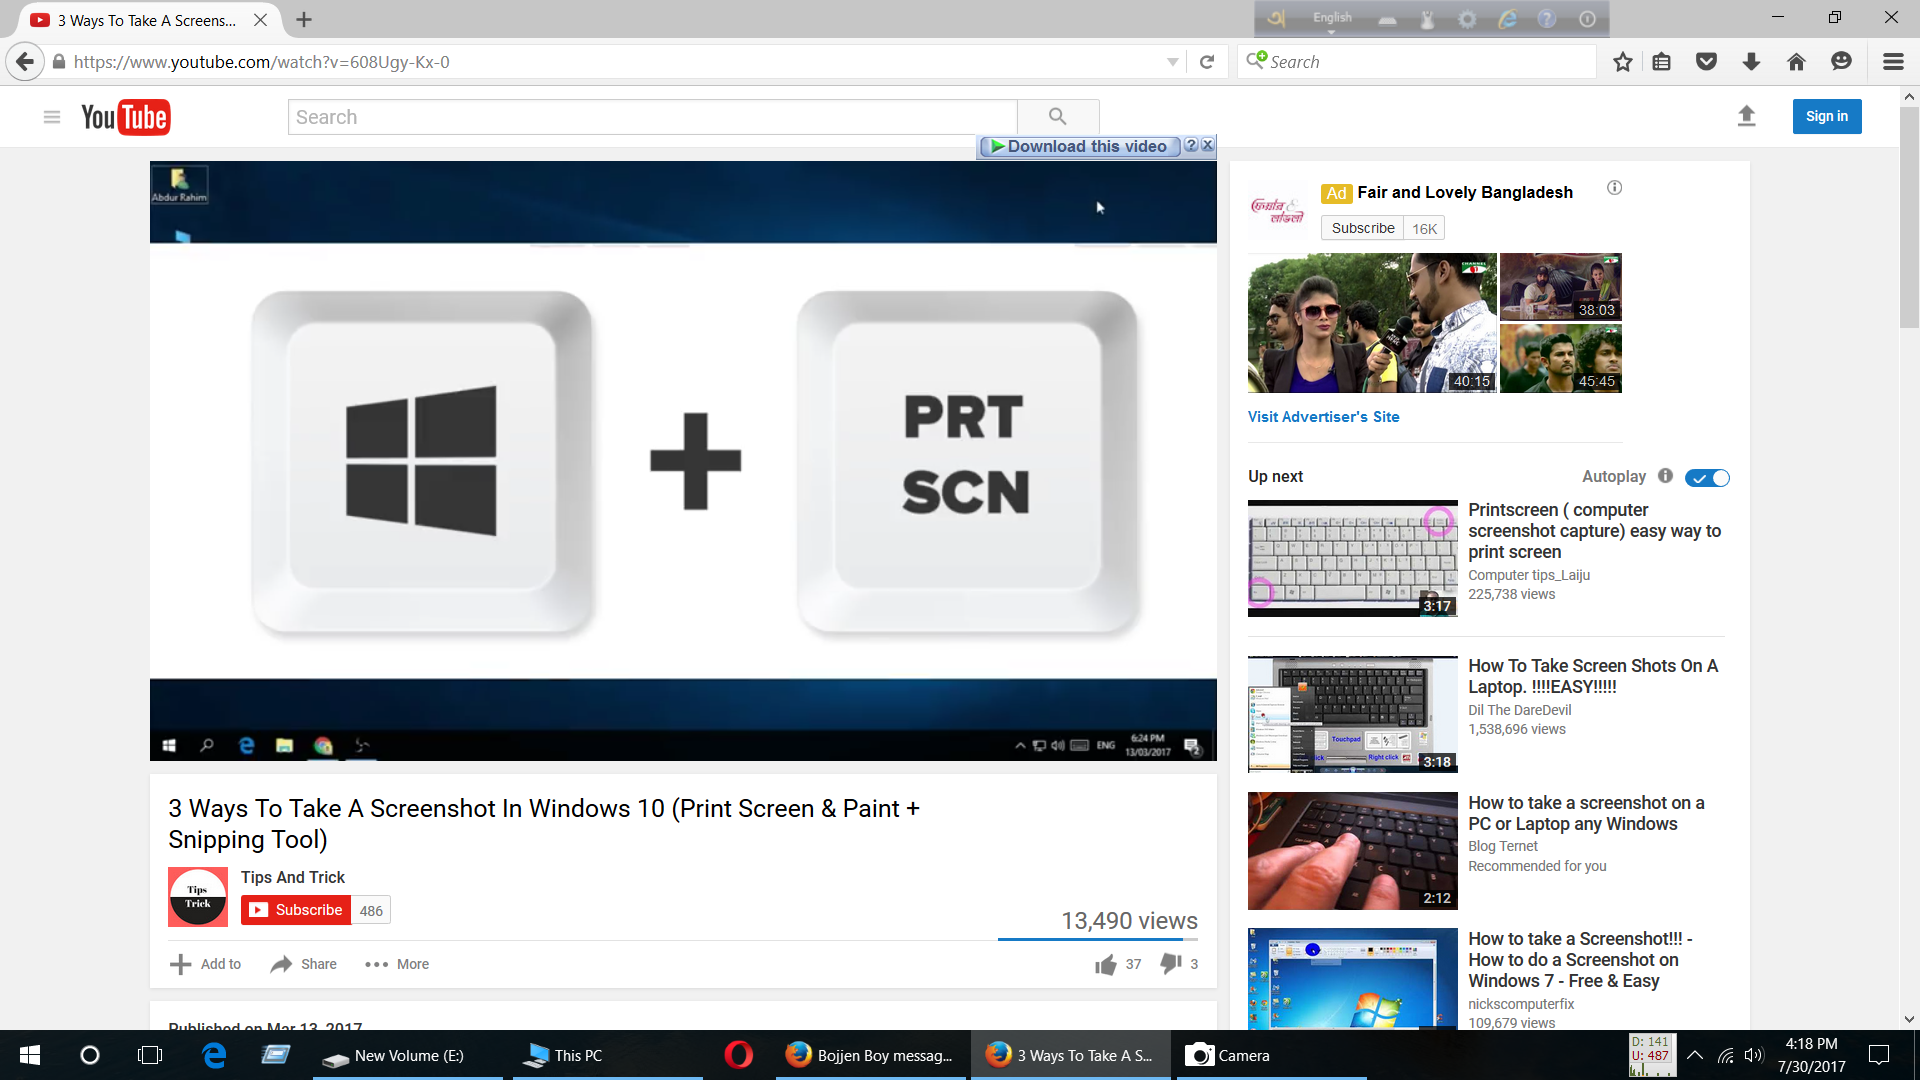 3 Ways To Take A Screens...
English
https://www.youtube.com/watch?v=608Ugy-Kx-0
Search
YouTube
Search
Sign in
Download this video
Abdur Rahim
PRT
SCN
ENG
6:24 PM
13/03/2017
3 Ways To Take A Screenshot In Windows 10 (Print Screen & Paint +
Snipping Tool)
Tips
Trick
Tips And Trick
Subscribe 486
13,490 views
Add to
Share
More
37
3
Published on Mar 13, 2017
ফেয়ার &
লাভলী
Ad Fair and Lovely Bangladesh
Subscribe 16K
40:15
38:03
45:45
Visit Advertiser's Site
Up next
Autoplay
3:17
Printscreen ( computer
screenshot capture) easy way to
print screen
Computer tips_Laiju
225,738 views
Touchpad
Right click
3:18
How To Take Screen Shots On A
Laptop. !!!!EASY!!!!!
Dil The DareDevil
1,538,696 views
2:12
How to take a screenshot on a
PC or Laptop any Windows
Blog Ternet
Recommended for you
How to take a Screenshot!!! -
How to do a Screenshot on
Windows 7 - Free & Easy
nickscomputerfix
109,679 views
New Volume (E:)
This PC
Bojjen Boy messag...
3 Ways To Take A S...
Camera
D: 141
U: 487
4:18 PM
7/30/2017